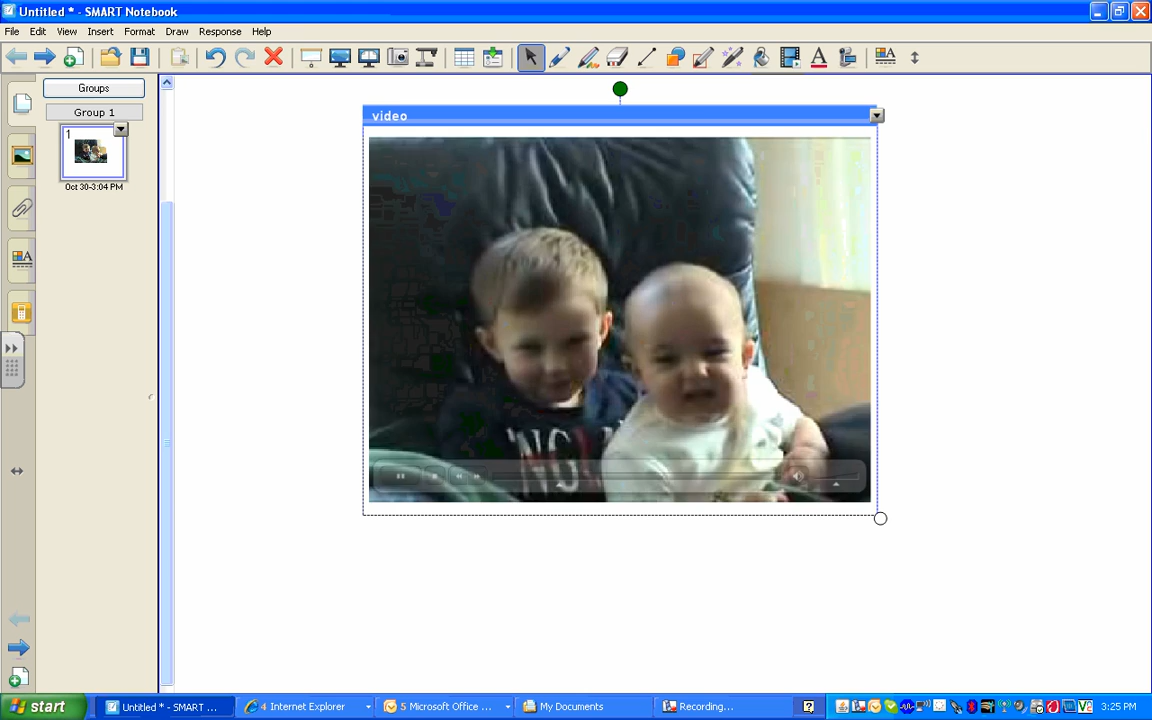 Untitled * - SMART Notebook
File Edit View Insert Format Draw Response Help
Groups
Group 1
1
Oct 30-3:04 PM
video
start
Untitled * - SMART ...
4 Internet Explorer
5 Microsoft Office ...
My Documents
Recording...
3:25 PM